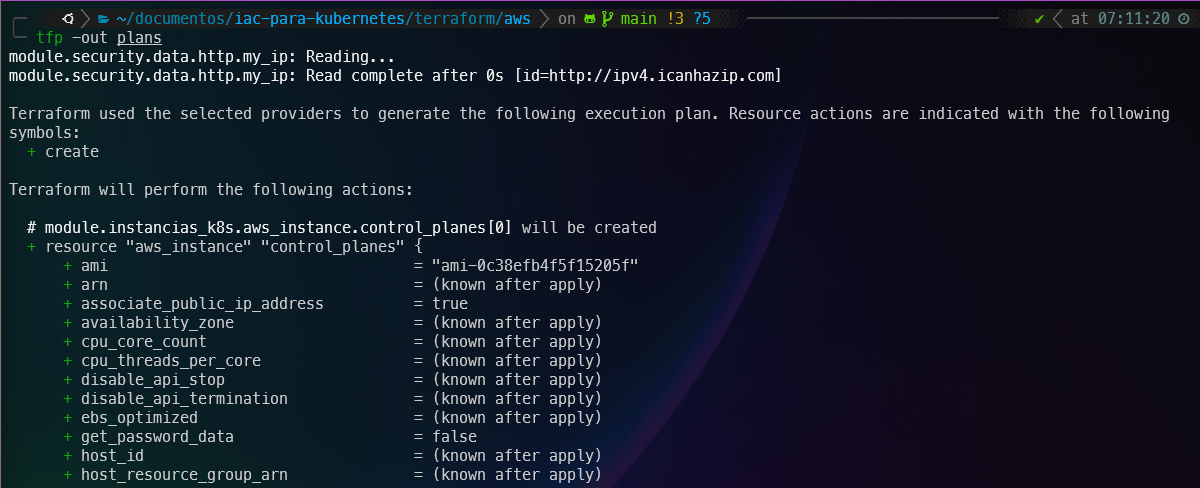 ~/documentos/iac-para-kubernetes/terraform/aws on main !3 ?5 ✔ at 07:11:20
tfp -out plans
module.security.data.http.my_ip: Reading...
module.security.data.http.my_ip: Read complete after 0s [id=http://ipv4.icanhazip.com]
Terraform used the selected providers to generate the following execution plan. Resource actions are indicated with the following
symbols:
+ create
Terraform will perform the following actions:
# module.instancias_k8s.aws_instance.control_planes[0] will be created
+ resource "aws_instance" "control_planes" {
+ ami = "ami-0c38efb4f5f15205f"
+ arn = (known after apply)
+ associate_public_ip_address = true
+ availability_zone = (known after apply)
+ cpu_core_count = (known after apply)
+ cpu_threads_per_core = (known after apply)
+ disable_api_stop = (known after apply)
+ disable_api_termination = (known after apply)
+ ebs_optimized = (known after apply)
+ get_password_data = false
+ host_id = (known after apply)
+ host_resource_group_arn = (known after apply)